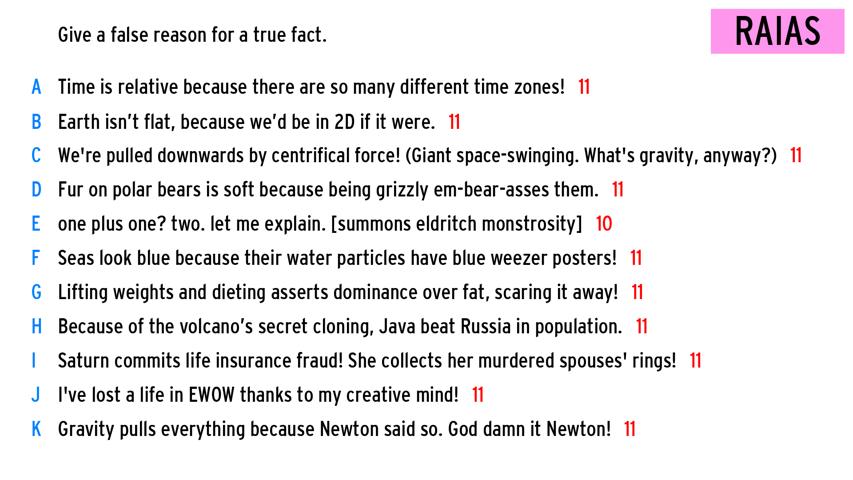 Give a false reason for a true fact.
RAIAS
A Time is relative because there are so many different time zones! 11
B Earth isn’t flat, because we’d be in 2D if it were. 11
C We're pulled downwards by centrifical force! (Giant space-swinging. What's gravity, anyway?) 11
D Fur on polar bears is soft because being grizzly em-bear-asses them. 11
E one plus one? two. let me explain. [summons eldritch monstrosity] 10
F Seas look blue because their water particles have blue weezer posters! 11
G Lifting weights and dieting asserts dominance over fat, scaring it away! 11
H Because of the volcano’s secret cloning, Java beat Russia in population. 11
I Saturn commits life insurance fraud! She collects her murdered spouses' rings! 11
J I've lost a life in EWOW thanks to my creative mind! 11
K Gravity pulls everything because Newton said so. God damn it Newton! 11